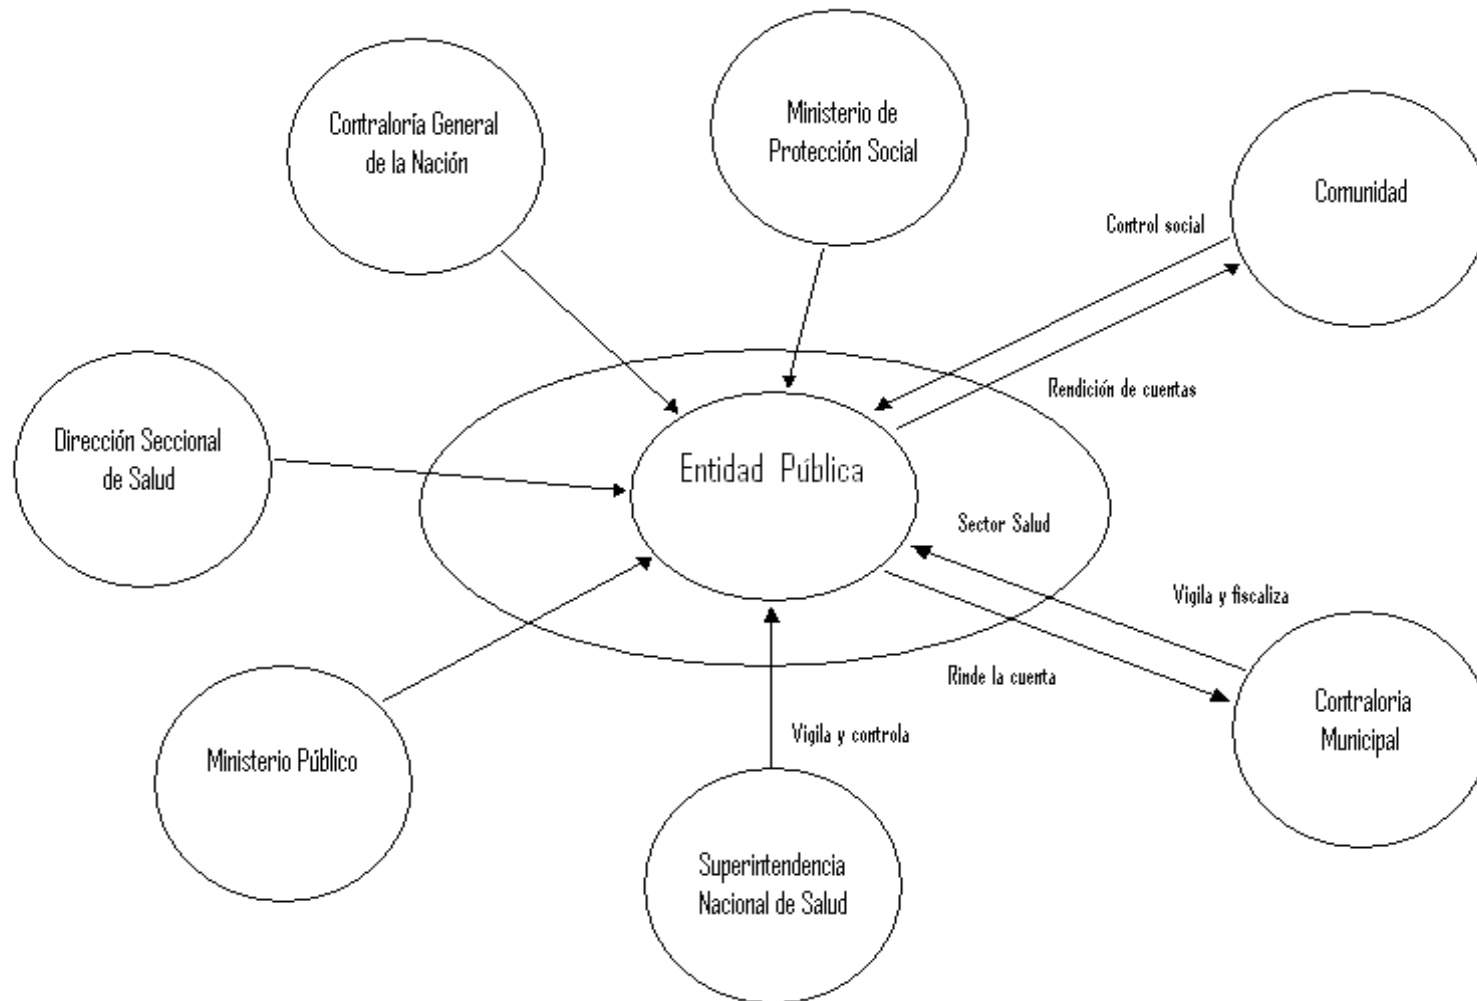 Contraloría General
de la Nación
Ministerio de
Protección Social
Comunidad
Control social
Rendición de cuentas
Dirección Seccional
de Salud
Entidad Pública
Sector Salud
Vigila y fiscaliza
Rinde la cuenta
Contraloria
Municipal
Ministerio Público
Vigila y controla
Superintendencia
Nacional de Salud